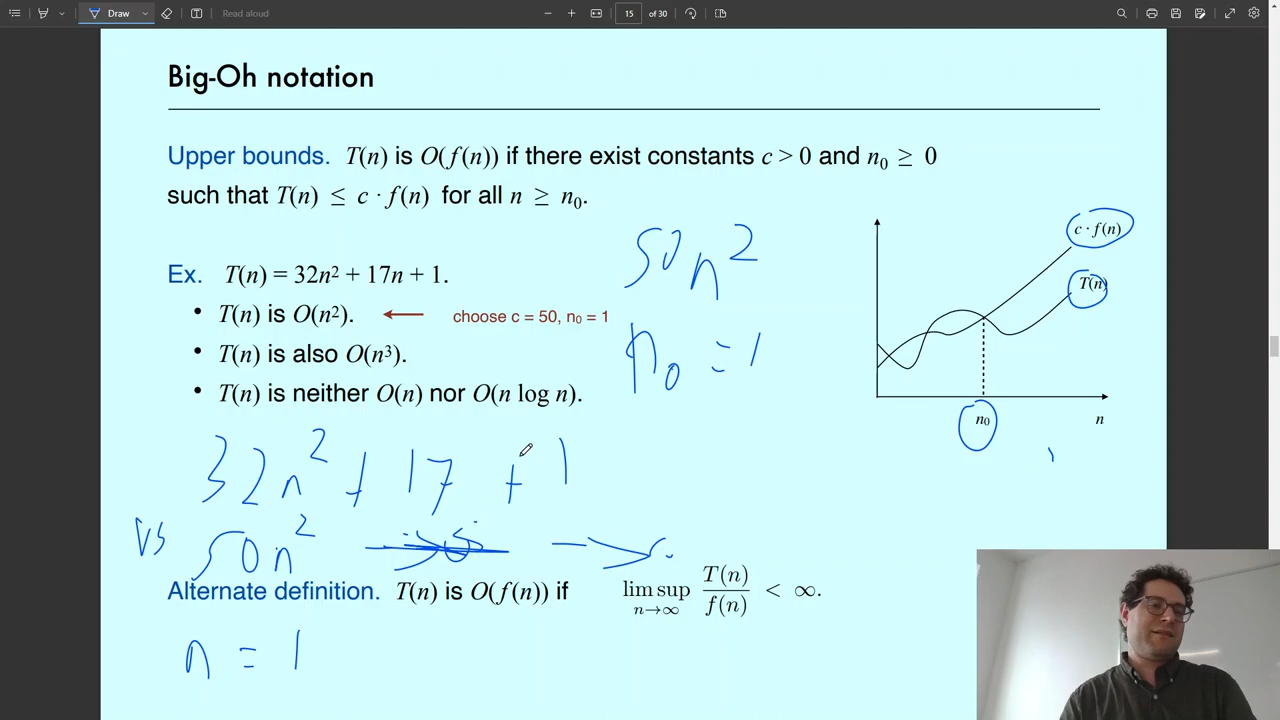 Draw
Read aloud
15 of 30
Big-Oh notation
Upper bounds. T(n) is O(f(n)) if there exist constants c > 0 and n₀ ≥ 0
such that T(n) ≤ c · f(n) for all n ≥ n₀.
50n²
c · f(n)
Ex. T(n) = 32n² + 17n + 1.
T(n)
• T(n) is O(n²).
choose c = 50, n₀ = 1
• T(n) is also O(n³).
n₀ = 1
• T(n) is neither O(n) nor O(n log n).
n₀
n
32n² + 17 + 1
vs 50n²
Alternate definition. T(n) is O(f(n)) if lim sup n→∞ T(n)/f(n) < ∞.
n = 1